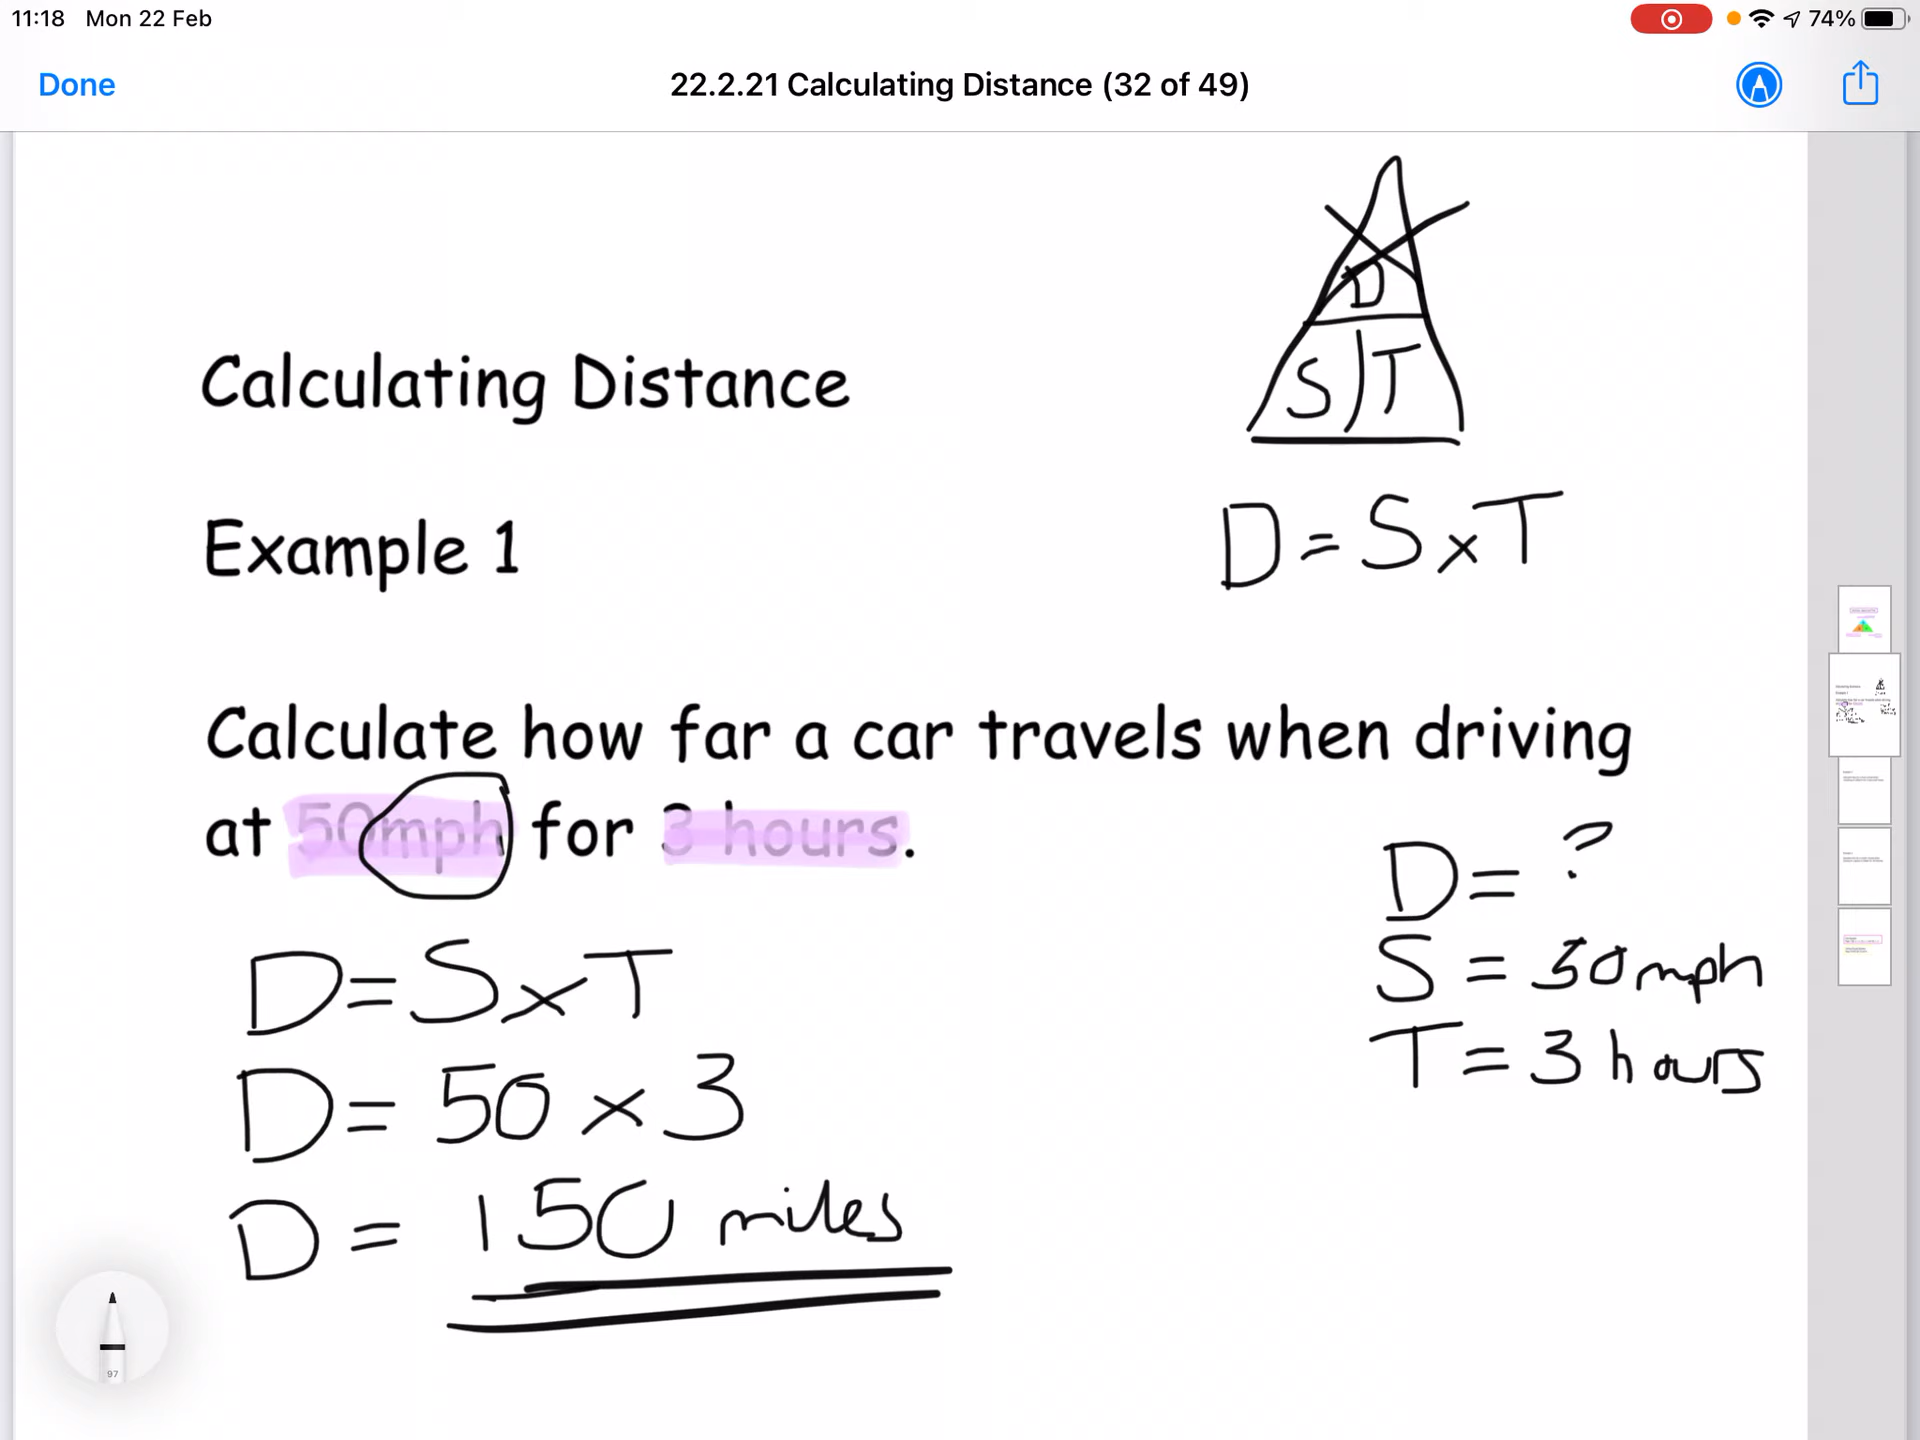 11:18 Mon 22 Feb
74%
Done
22.2.21 Calculating Distance (32 of 49)
D
S T
Calculating Distance
D = S x T
Example 1
Calculate how far a car travels when driving
at 50mph for 3 hours.
D = ?
S = 50mph
T = 3 hours
D = S x T
D = 50 x 3
D = 150 miles
97